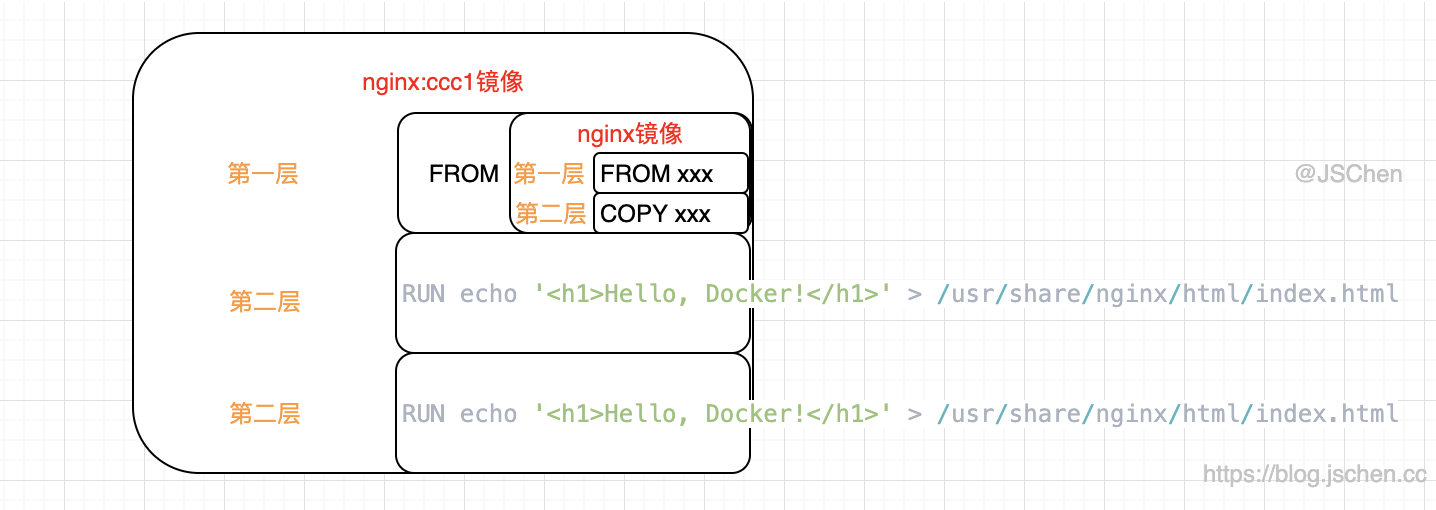 nginx:ccc1镜像
nginx镜像
第一层 FROM 第一层 FROM xxx
@JSChen
第二层 COPY xxx
第二层 RUN echo '<h1>Hello, Docker!</h1>' > /usr/share/nginx/html/index.html
第二层 RUN echo '<h1>Hello, Docker!</h1>' > /usr/share/nginx/html/index.html
https://blog.jschen.cc